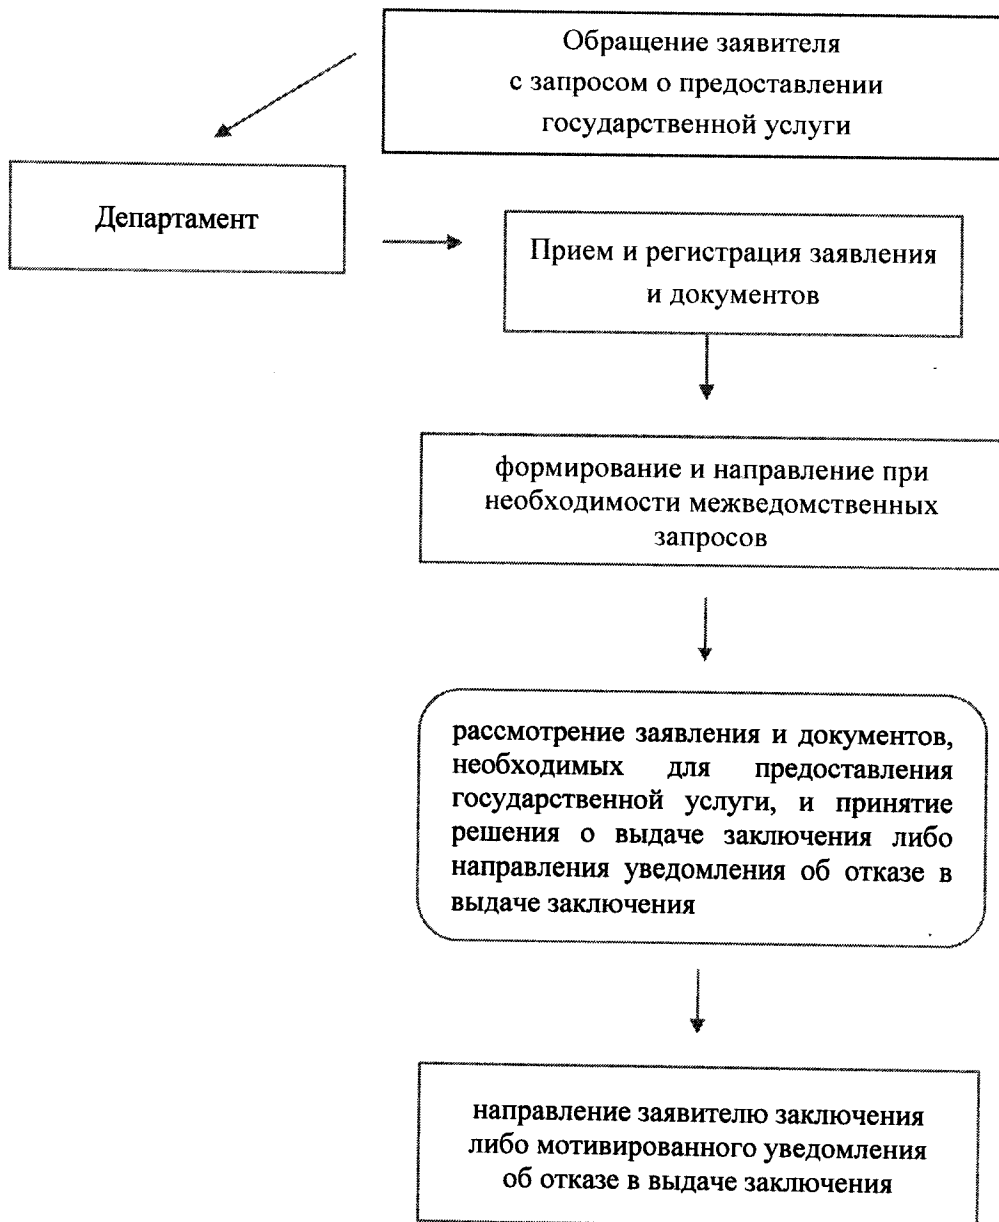 Обращение заявителя
с запросом о предоставлении
государственной услуги
Департамент
Прием и регистрация заявления
и документов
формирование и направление при
необходимости межведомственных
запросов
рассмотрение заявления и документов,
необходимых для предоставления
государственной услуги, и принятие
решения о выдаче заключения либо
направления уведомления об отказе в
выдаче заключения
направление заявителю заключения
либо мотивированного уведомления
об отказе в выдаче заключения